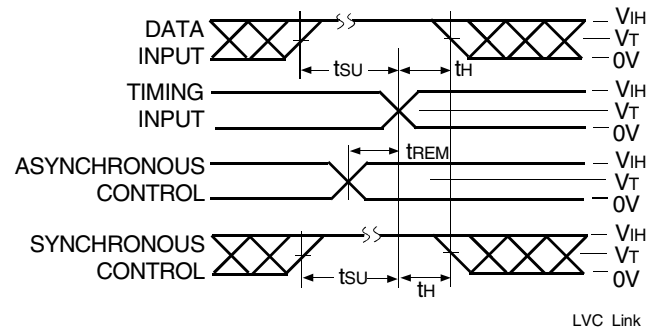 DATA
INPUT
VIH
VT
0V
tSU
tH
TIMING
INPUT
VIH
VT
0V
tREM
ASYNCHRONOUS
CONTROL
VIH
VT
0V
SYNCHRONOUS
CONTROL
VIH
VT
0V
tSU
tH
LVC Link